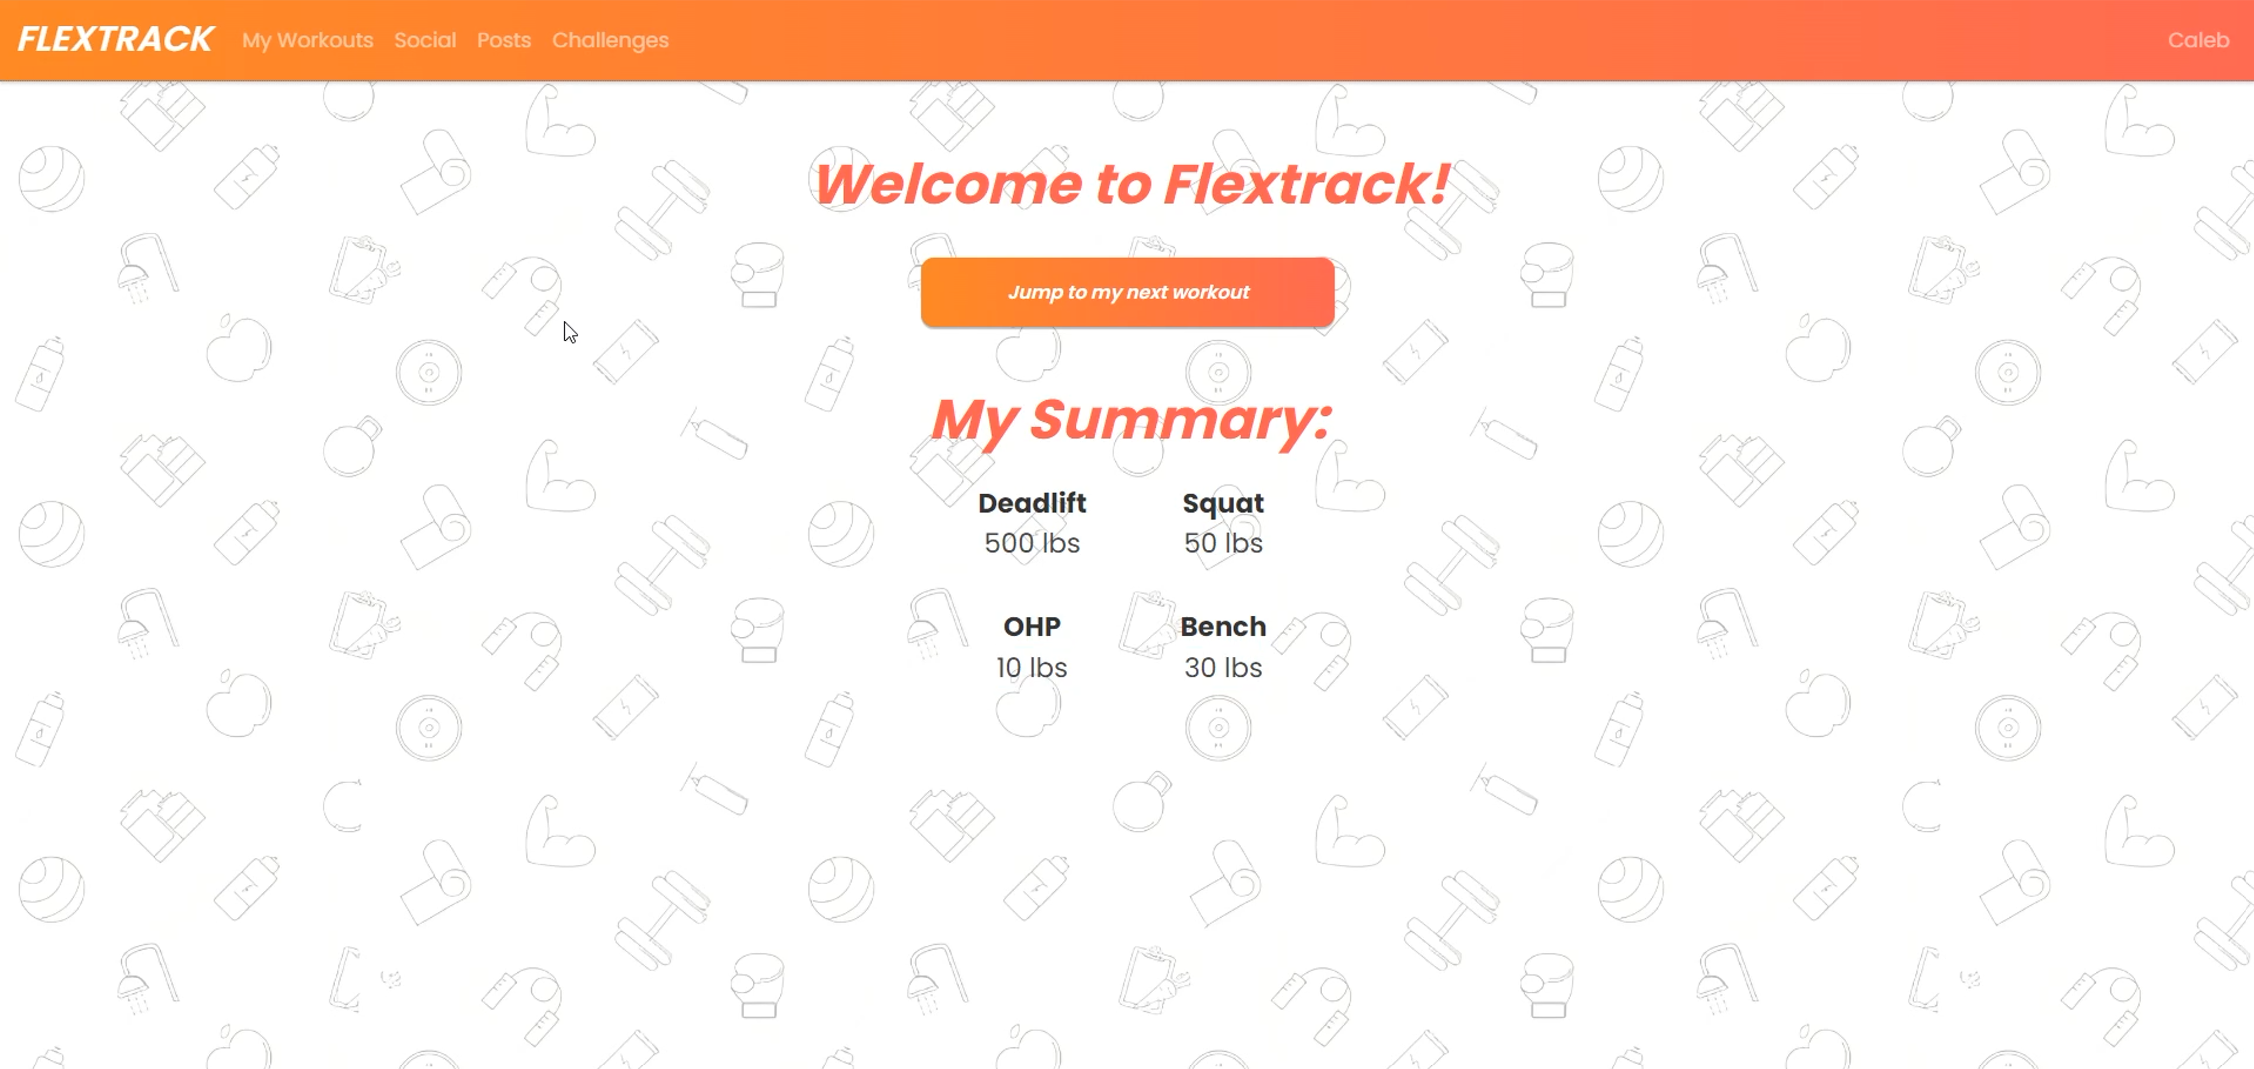 FLEXTRACK My Workouts Social Posts Challenges Caleb
Welcome to Flextrack!
Jump to my next workout
My Summary:
Deadlift Squat
500 lbs 50 lbs
OHP Bench
10 lbs 30 lbs